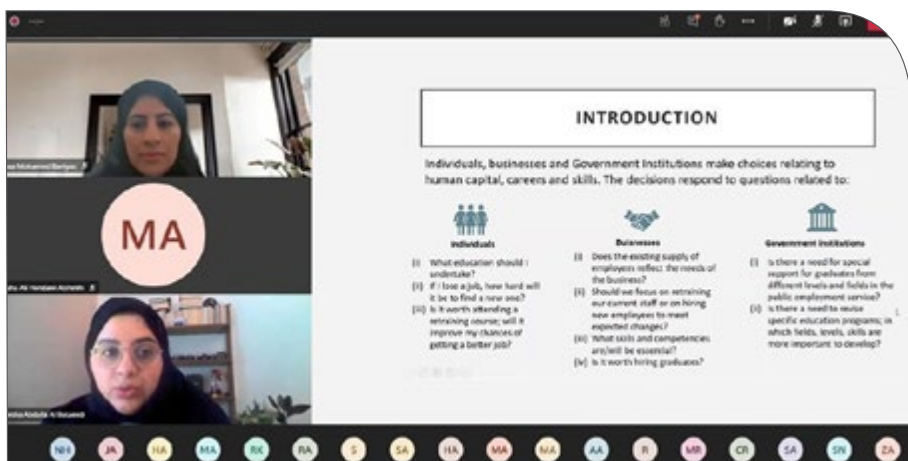 Mohammed
MA
Abdulla Al
INTRODUCTION
Individuals, businesses and Government Institutions make choices relating to
human capital, careers and skills. The decisions respond to questions related to:
Individuals
(i) What education should I
undertake?
(ii) If I lose a job, how hard will
it be to find a new one?
(iii) Is it worth attending a
retraining course; will it
improve my chances of
getting a better job?
Businesses
(i) Does the existing supply of
employees reflect the needs of
the business?
(ii) Should we focus on retraining
our current staff or on hiring
new employees to meet
expected changes?
(iii) What skills and competencies
are/will be essential?
(iv) Is it worth hiring graduates?
Government Institutions
(i) Is there a need for special
support for graduates from
different levels and fields in the
public employment service?
(ii) Is there a need to revise
specific education programs; in
which fields, levels, skills are
more important to develop?
NH JA HA MA RK RA S SA HA MA MA AA R MR CR SA SN ZA